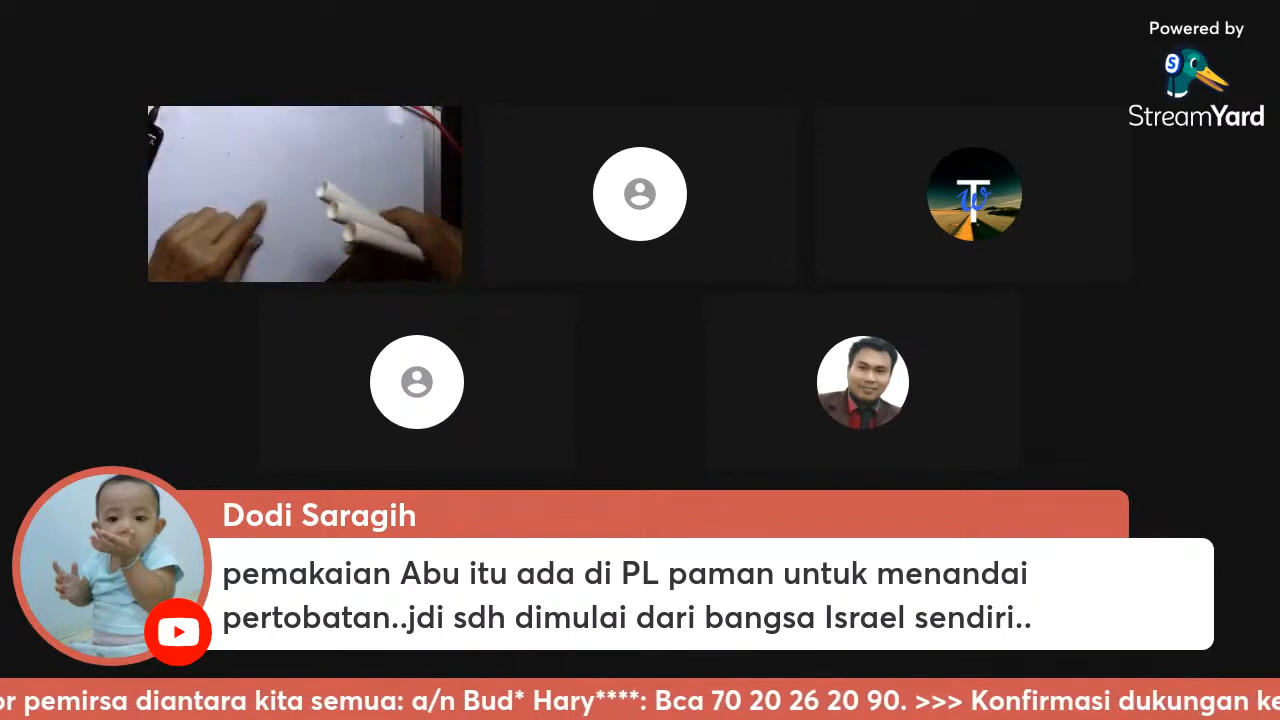 Powered by
StreamYard
Dodi Saragih
pemakaian Abu itu ada di PL paman untuk menandai
pertobatan..jdi sdh dimulai dari bangsa Israel sendiri..
or pemirsa diantara kita semua: a/n Bud* Hary****: Bca 70 20 26 20 90. >>> Konfirmasi dukungan ke